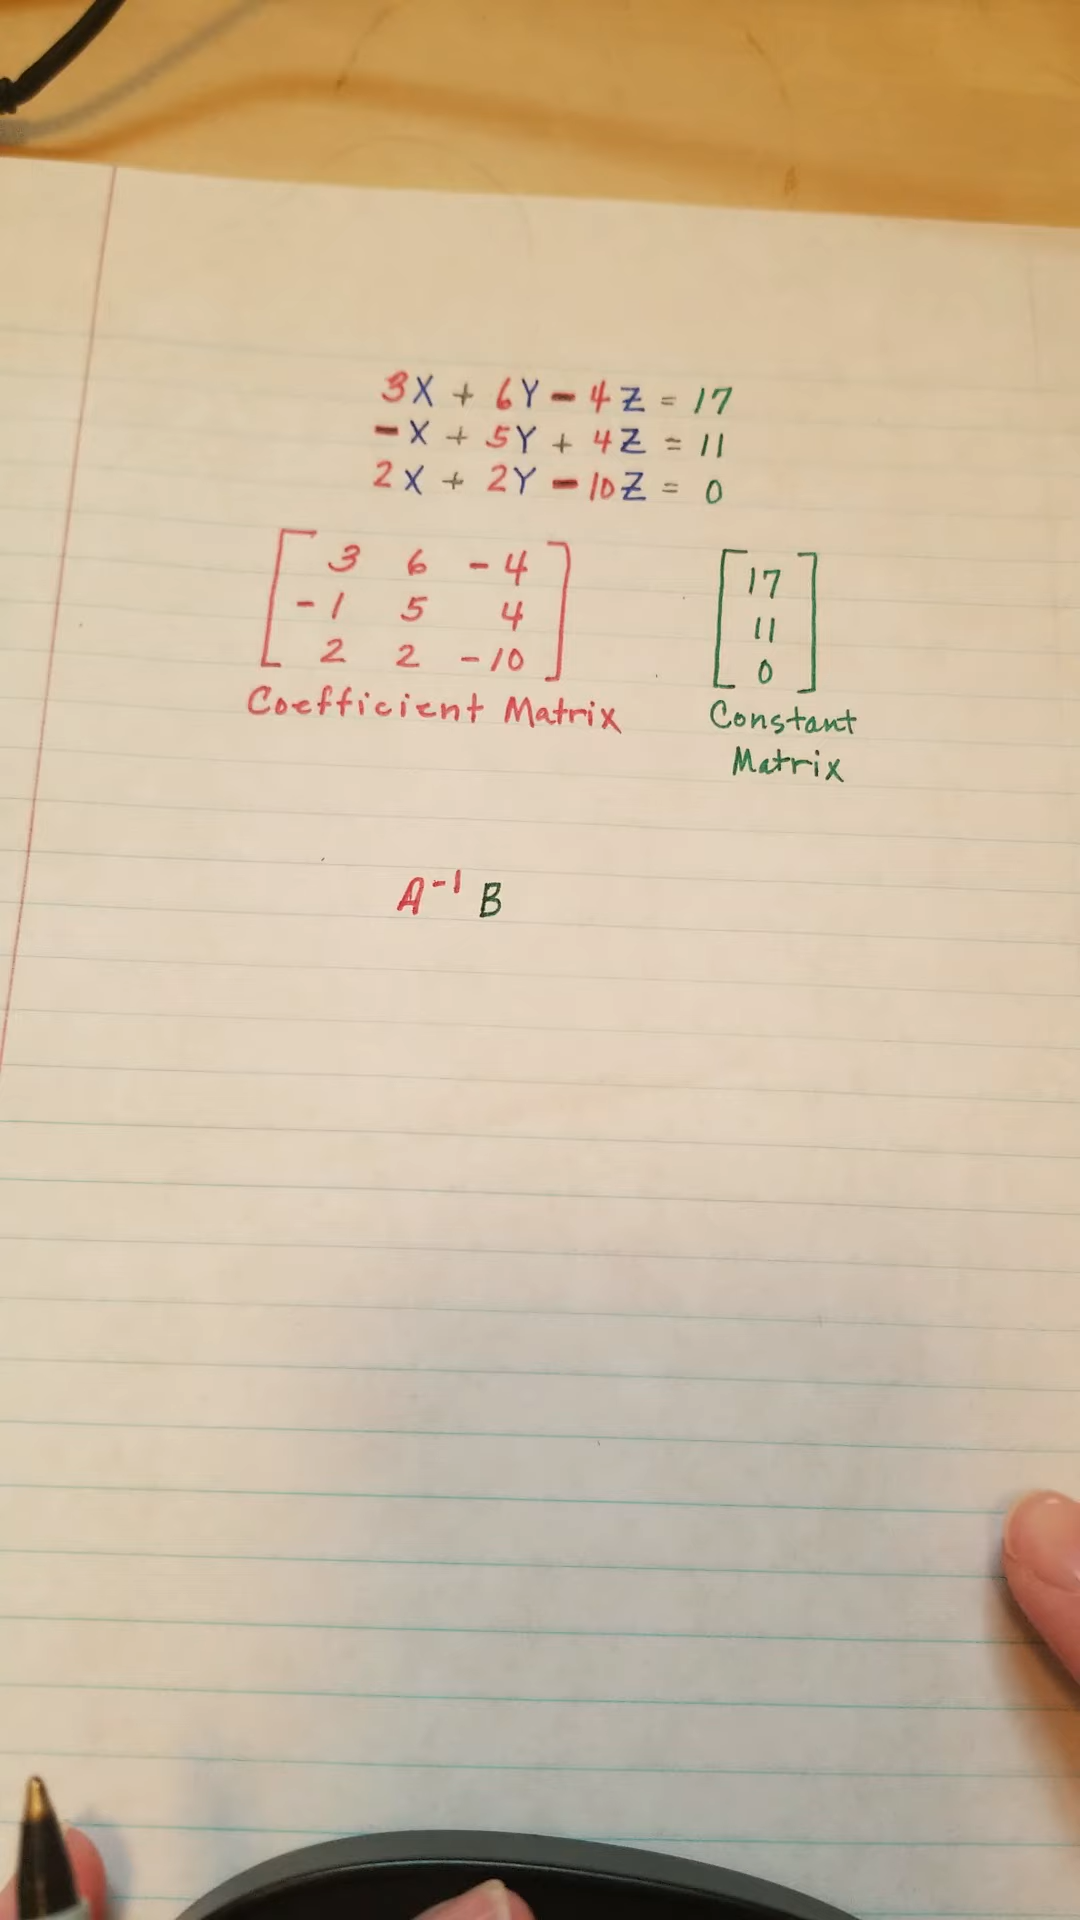 3X + 6Y - 4Z = 17
-X + 5Y + 4Z = 11
2X + 2Y - 10Z = 0
3 6 -4
-1 5 4
2 2 -10
Coefficient Matrix
17
11
0
Constant
Matrix
A⁻¹ B